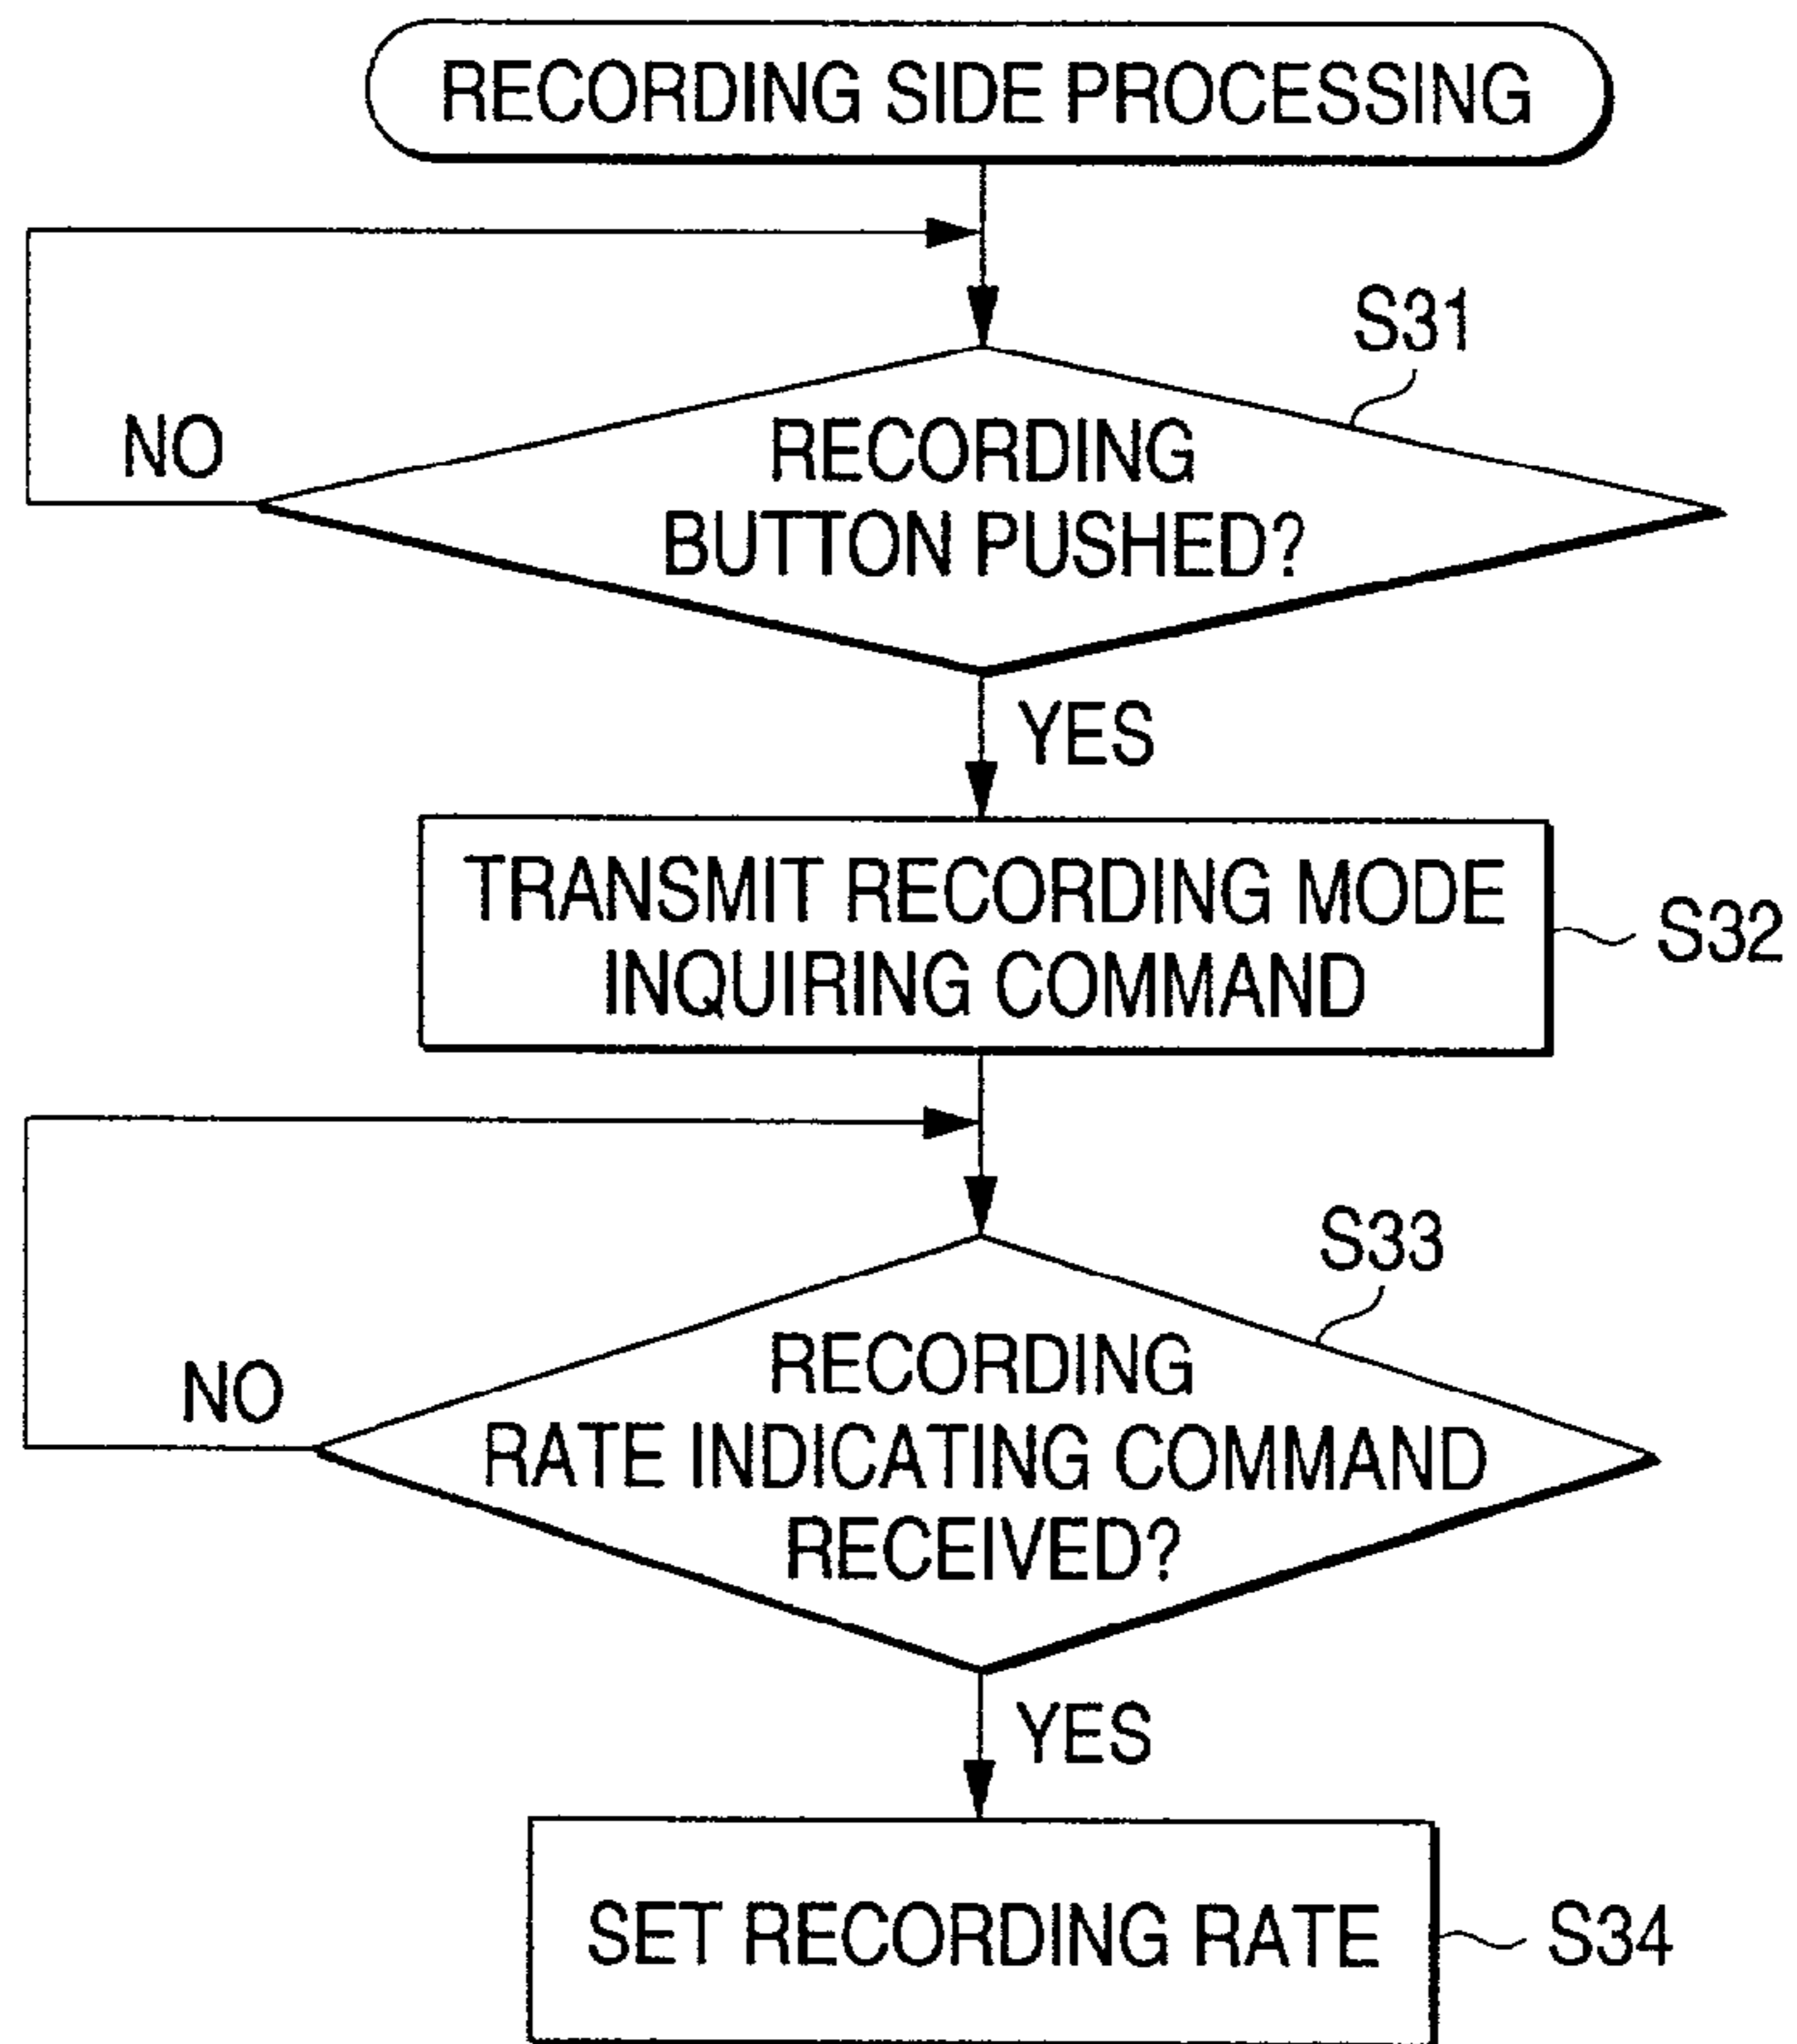 RECORDING SIDE PROCESSING
S31
NO
RECORDING
BUTTON PUSHED?
YES
TRANSMIT RECORDING MODE
INQUIRING COMMAND
S32
S33
NO
RECORDING
RATE INDICATING COMMAND
RECEIVED?
YES
SET RECORDING RATE
S34